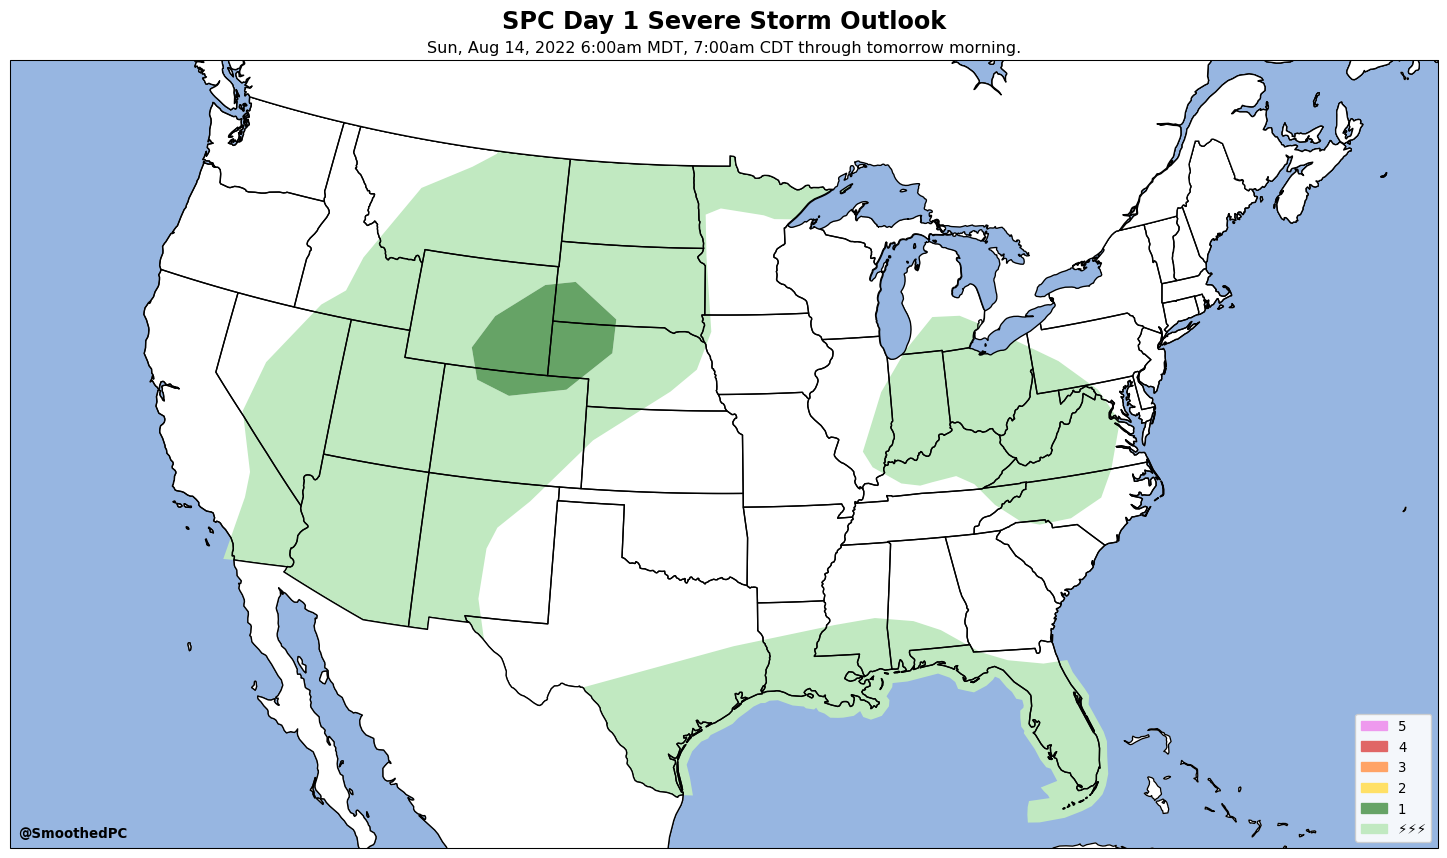 SPC Day 1 Severe Storm Outlook
Sun, Aug 14, 2022 6:00am MDT, 7:00am CDT through tomorrow morning.
5
4
3
2
1
⚡⚡⚡
@SmoothedPC